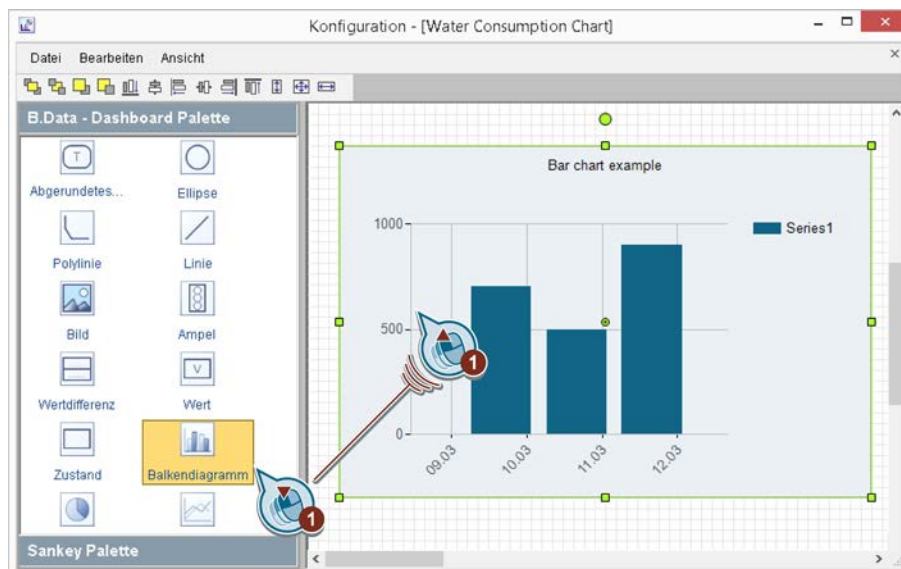 Konfiguration - [Water Consumption Chart]
Datei Bearbeiten Ansicht
B.Data - Dashboard Palette
Abgerundetes... Ellipse
Polylinie Linie
Bild Ampel
Wertdifferenz Wert
Zustand Balkendiagramm
Sankey Palette
T
V
Bar chart example
1000
500
0
09.03 10.03 11.03 12.03
Series1
1
1